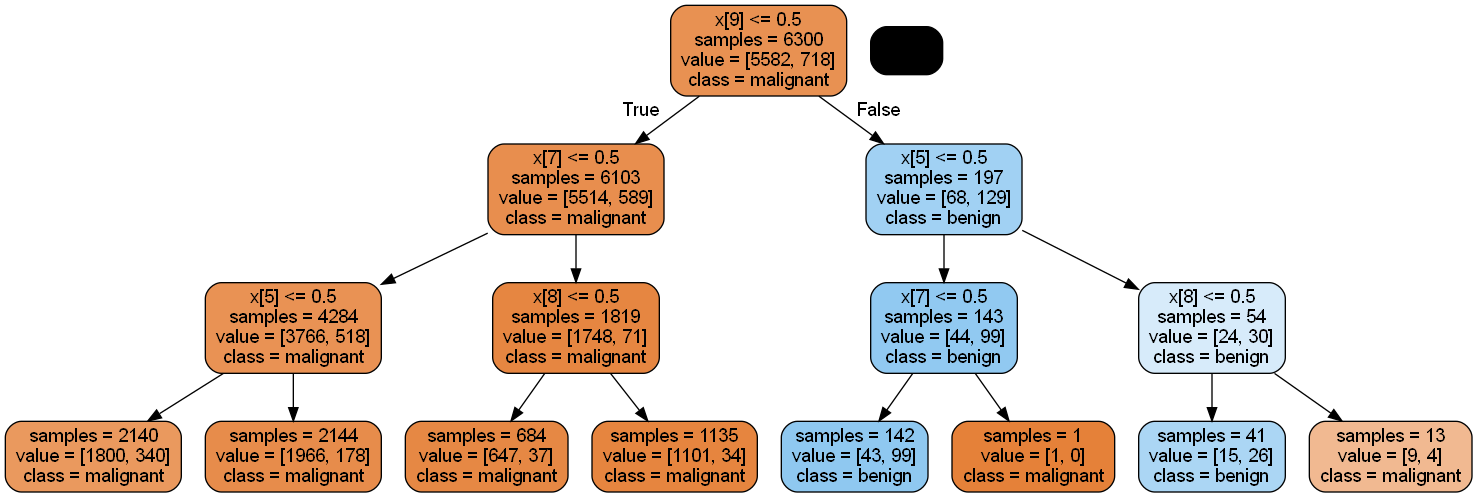 x[9] <= 0.5
samples = 6300
value = [5582, 718]
class = malignant
True
False
x[7] <= 0.5
samples = 6103
value = [5514, 589]
class = malignant
x[5] <= 0.5
samples = 197
value = [68, 129]
class = benign
x[5] <= 0.5
samples = 4284
value = [3766, 518]
class = malignant
x[8] <= 0.5
samples = 1819
value = [1748, 71]
class = malignant
x[7] <= 0.5
samples = 143
value = [44, 99]
class = benign
x[8] <= 0.5
samples = 54
value = [24, 30]
class = benign
samples = 2140
value = [1800, 340]
class = malignant
samples = 2144
value = [1966, 178]
class = malignant
samples = 684
value = [647, 37]
class = malignant
samples = 1135
value = [1101, 34]
class = malignant
samples = 142
value = [43, 99]
class = benign
samples = 1
value = [1, 0]
class = malignant
samples = 41
value = [15, 26]
class = benign
samples = 13
value = [9, 4]
class = malignant